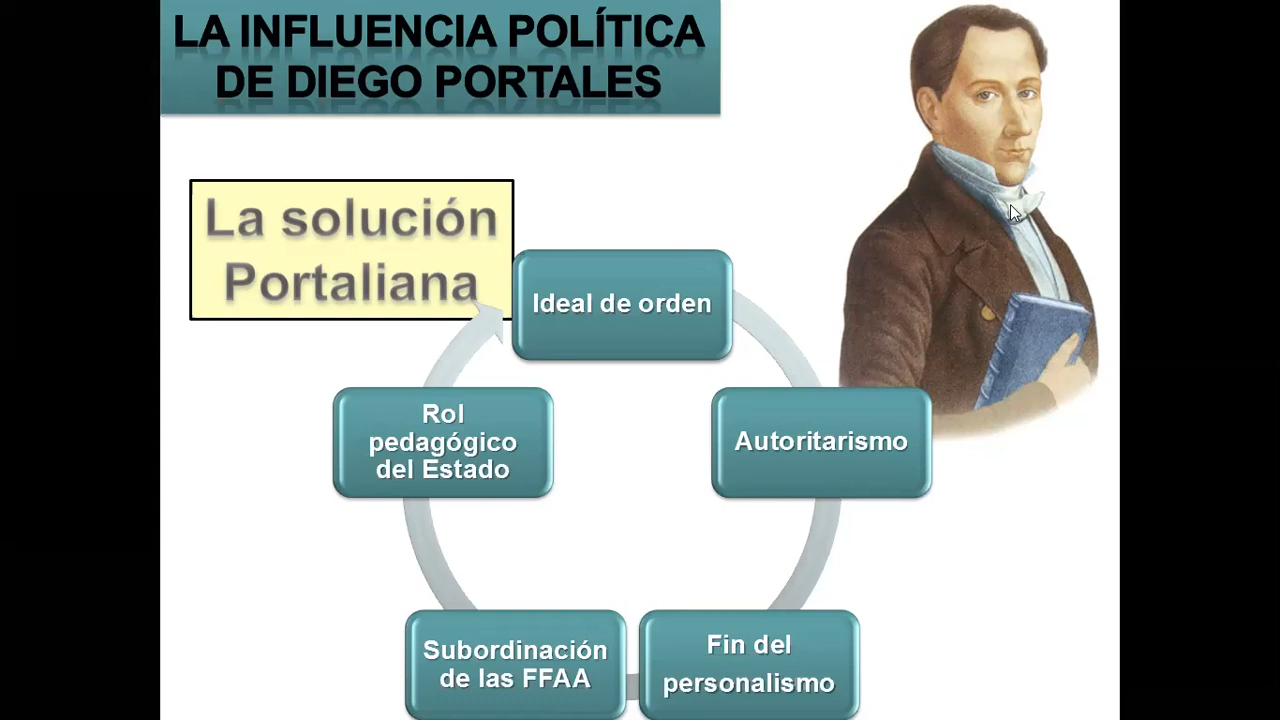 LA INFLUENCIA POLÍTICA
DE DIEGO PORTALES
La solución
Portaliana
Ideal de orden
Autoritarismo
Fin del
personalismo
Subordinación
de las FFAA
Rol
pedagógico
del Estado